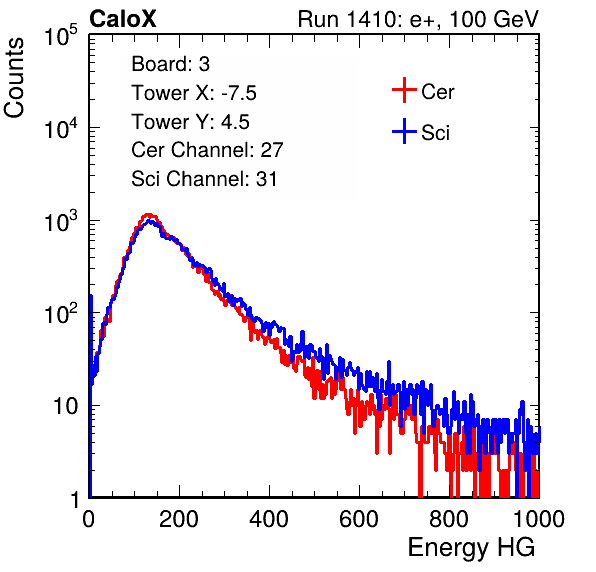 CaloX Run 1410: e+, 100 GeV
Counts
Board: 3
Tower X: -7.5
Tower Y: 4.5
Cer Channel: 27
Sci Channel: 31
Cer
Sci
10^5
10^4
10^3
10^2
10
1
0 200 400 600 800 1000
Energy HG